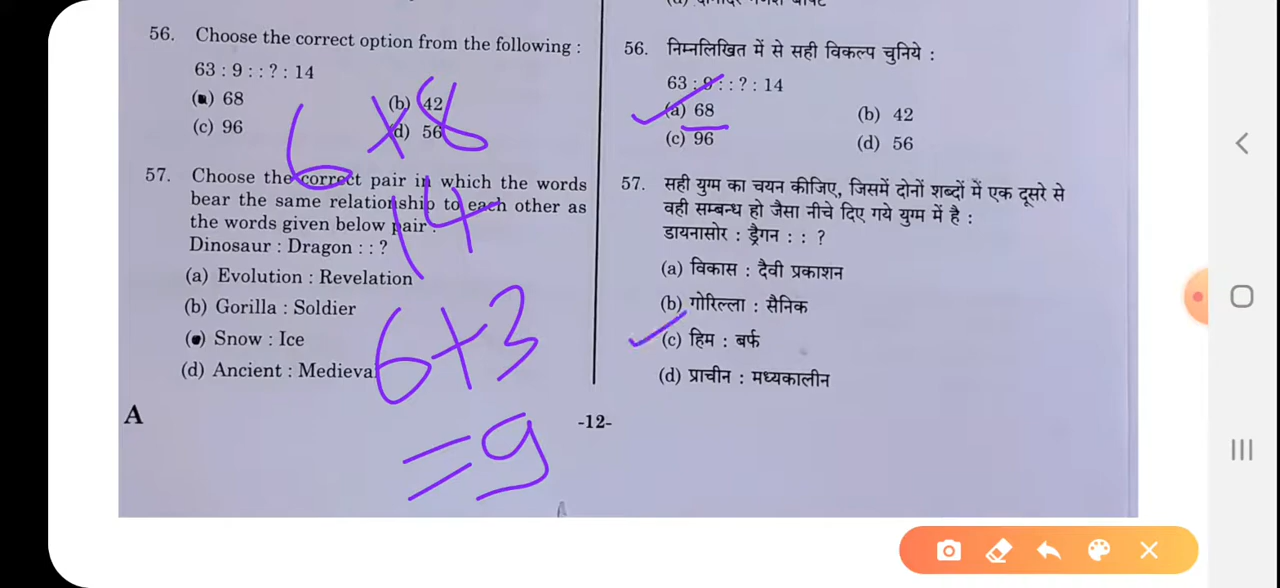 56. Choose the correct option from the following :
63 : 9 : : ? : 14
(a) 68
(b) 42
(c) 96
(d) 56
57. Choose the correct pair in which the words
bear the same relationship to each other as
the words given below pair :
Dinosaur : Dragon : : ?
(a) Evolution : Revelation
(b) Gorilla : Soldier
Snow : Ice
(d) Ancient : Medieval
A
6 × 8
14
6+3
=9
-12-
56. निम्नलिखित में से सही विकल्प चुनिये :
63 : 9 : : ? : 14
(a) 68
(b) 42
(c) 96
(d) 56
57. सही युग्म का चयन कीजिए, जिसमें दोनों शब्दों में एक दूसरे से
वही सम्बन्ध हो जैसा नीचे दिए गये युग्म में है :
डायनासोर : ड्रैगन : : ?
(a) विकास : दैवी प्रकाशन
(b) गोरिल्ला : सैनिक
(c) हिम : बर्फ
(d) प्राचीन : मध्यकालीन